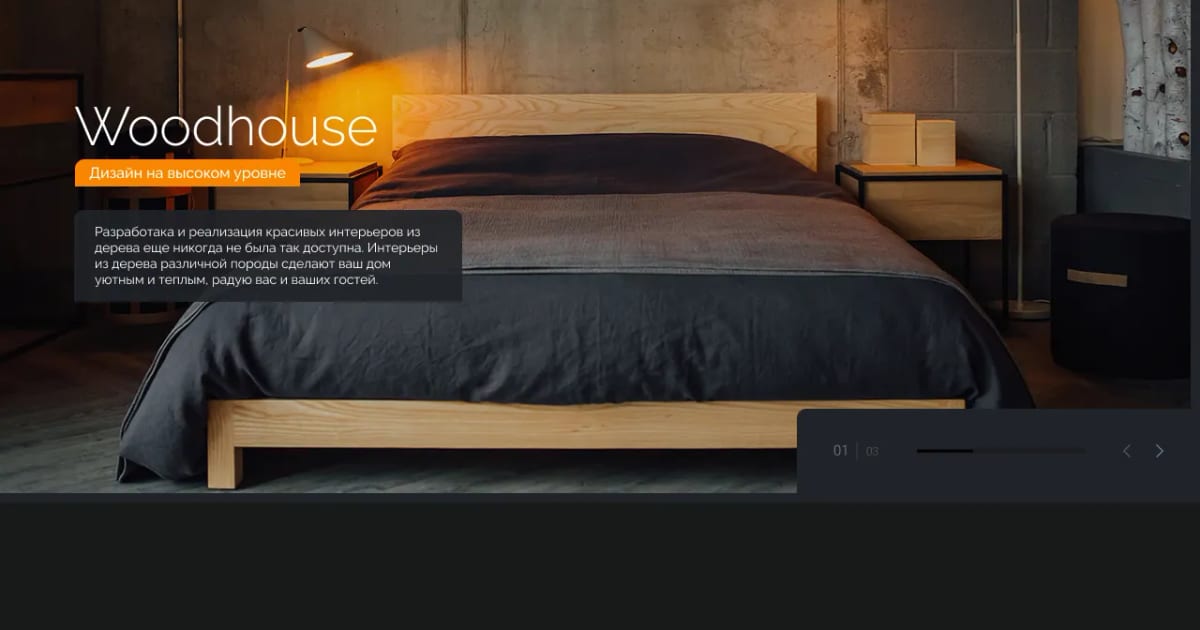 Woodhouse
Дизайн на высоком уровне
Разработака и реализация красивых интерьеров из
дерева еще никогда не была так доступна. Интерьеры
из дерева различной породы сделают ваш дом
уютным и теплым, радую вас и ваших гостей.
01 03